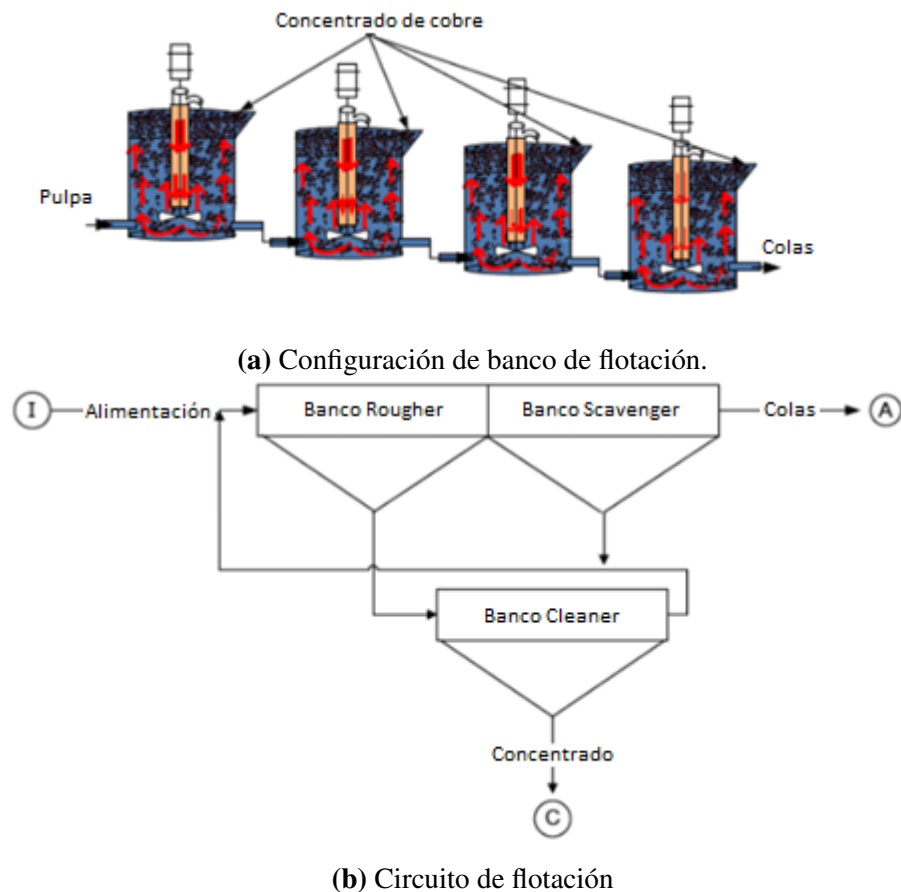 Concentrado de cobre
Pulpa
Colas
(a) Configuración de banco de flotación.
I
Alimentación
Banco Rougher
Banco Scavenger
Colas
A
Banco Cleaner
Concentrado
C
(b) Circuito de flotación